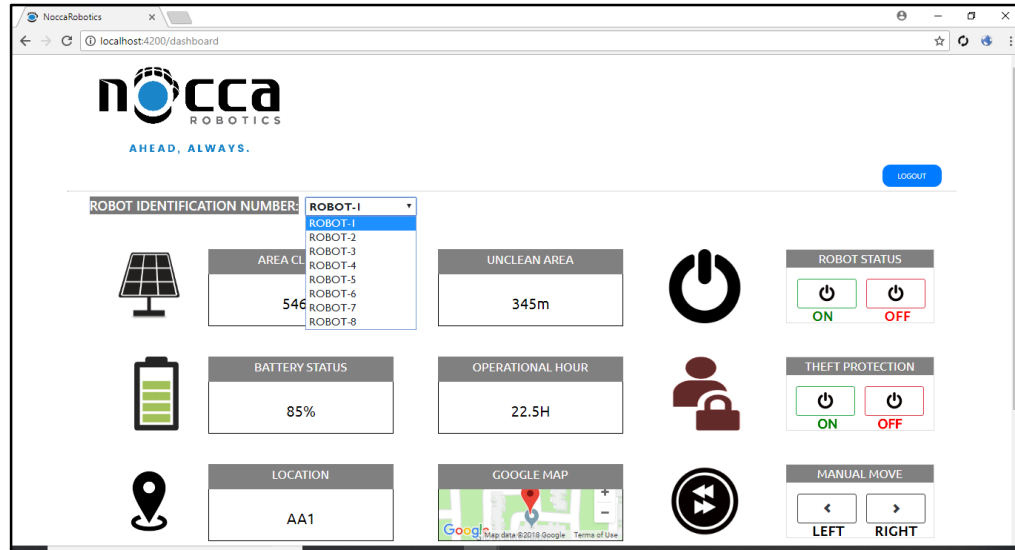 NoccaRobotics
localhost:4200/dashboard
nocca
ROBOTICS
AHEAD, ALWAYS.
LOGOUT
ROBOT IDENTIFICATION NUMBER: ROBOT-1
ROBOT-1
ROBOT-2
ROBOT-3
ROBOT-4
ROBOT-5
ROBOT-6
ROBOT-7
ROBOT-8
AREA CL
546
UNCLEAN AREA
345m
ROBOT STATUS
ON OFF
BATTERY STATUS
85%
OPERATIONAL HOUR
22.5H
THEFT PROTECTION
ON OFF
LOCATION
AA1
GOOGLE MAP
Google Map data ©2018 Google Terms of Use
MANUAL MOVE
LEFT RIGHT